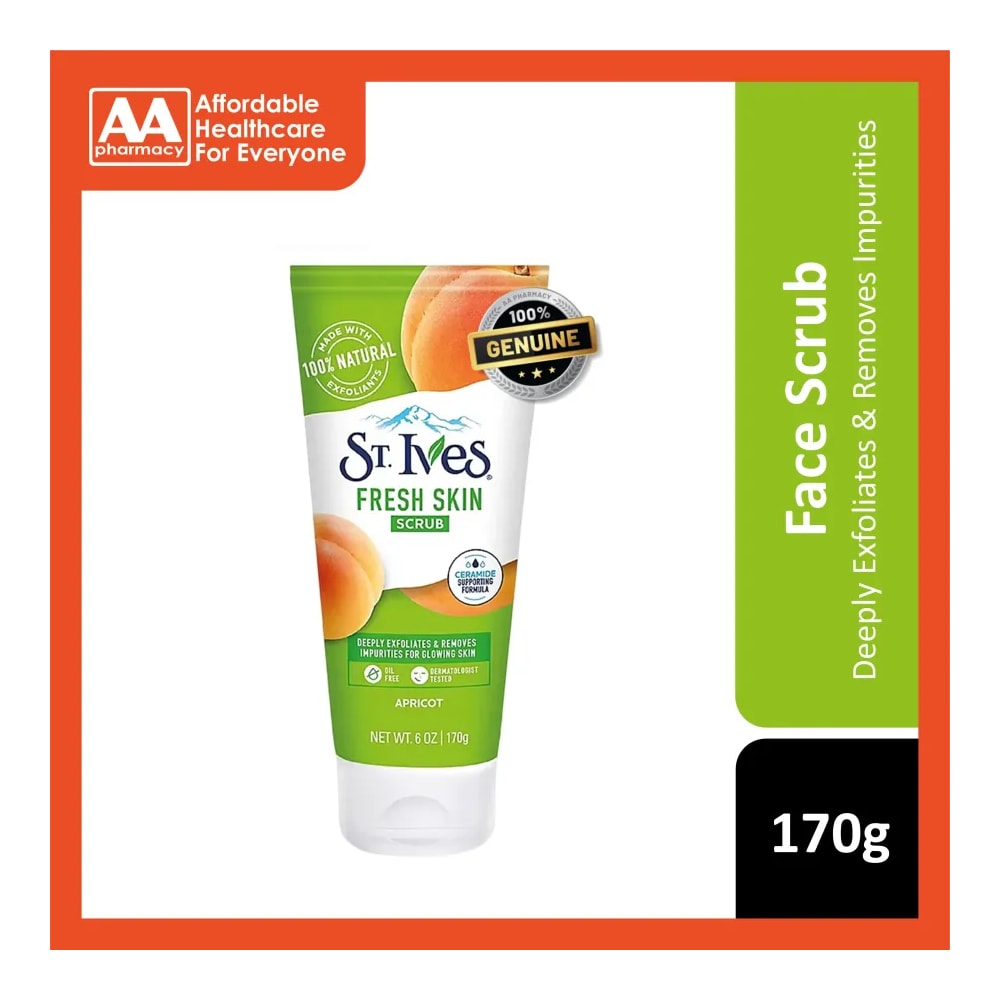 AA
pharmacy
Affordable
Healthcare
For Everyone
MADE WITH
100% NATURAL
EXFOLIANTS
AA PHARMACY
100%
GENUINE
ST. Ives®
FRESH SKIN
SCRUB
CERAMIDE
SUPPORTING
FORMULA
DEEPLY EXFOLIATES & REMOVES
IMPURITIES FOR GLOWING SKIN
OIL
FREE
DERMATOLOGIST
TESTED
APRICOT
NET WT. 6 OZ | 170g
Face Scrub
Deeply Exfoliates & Removes Impurities
170g